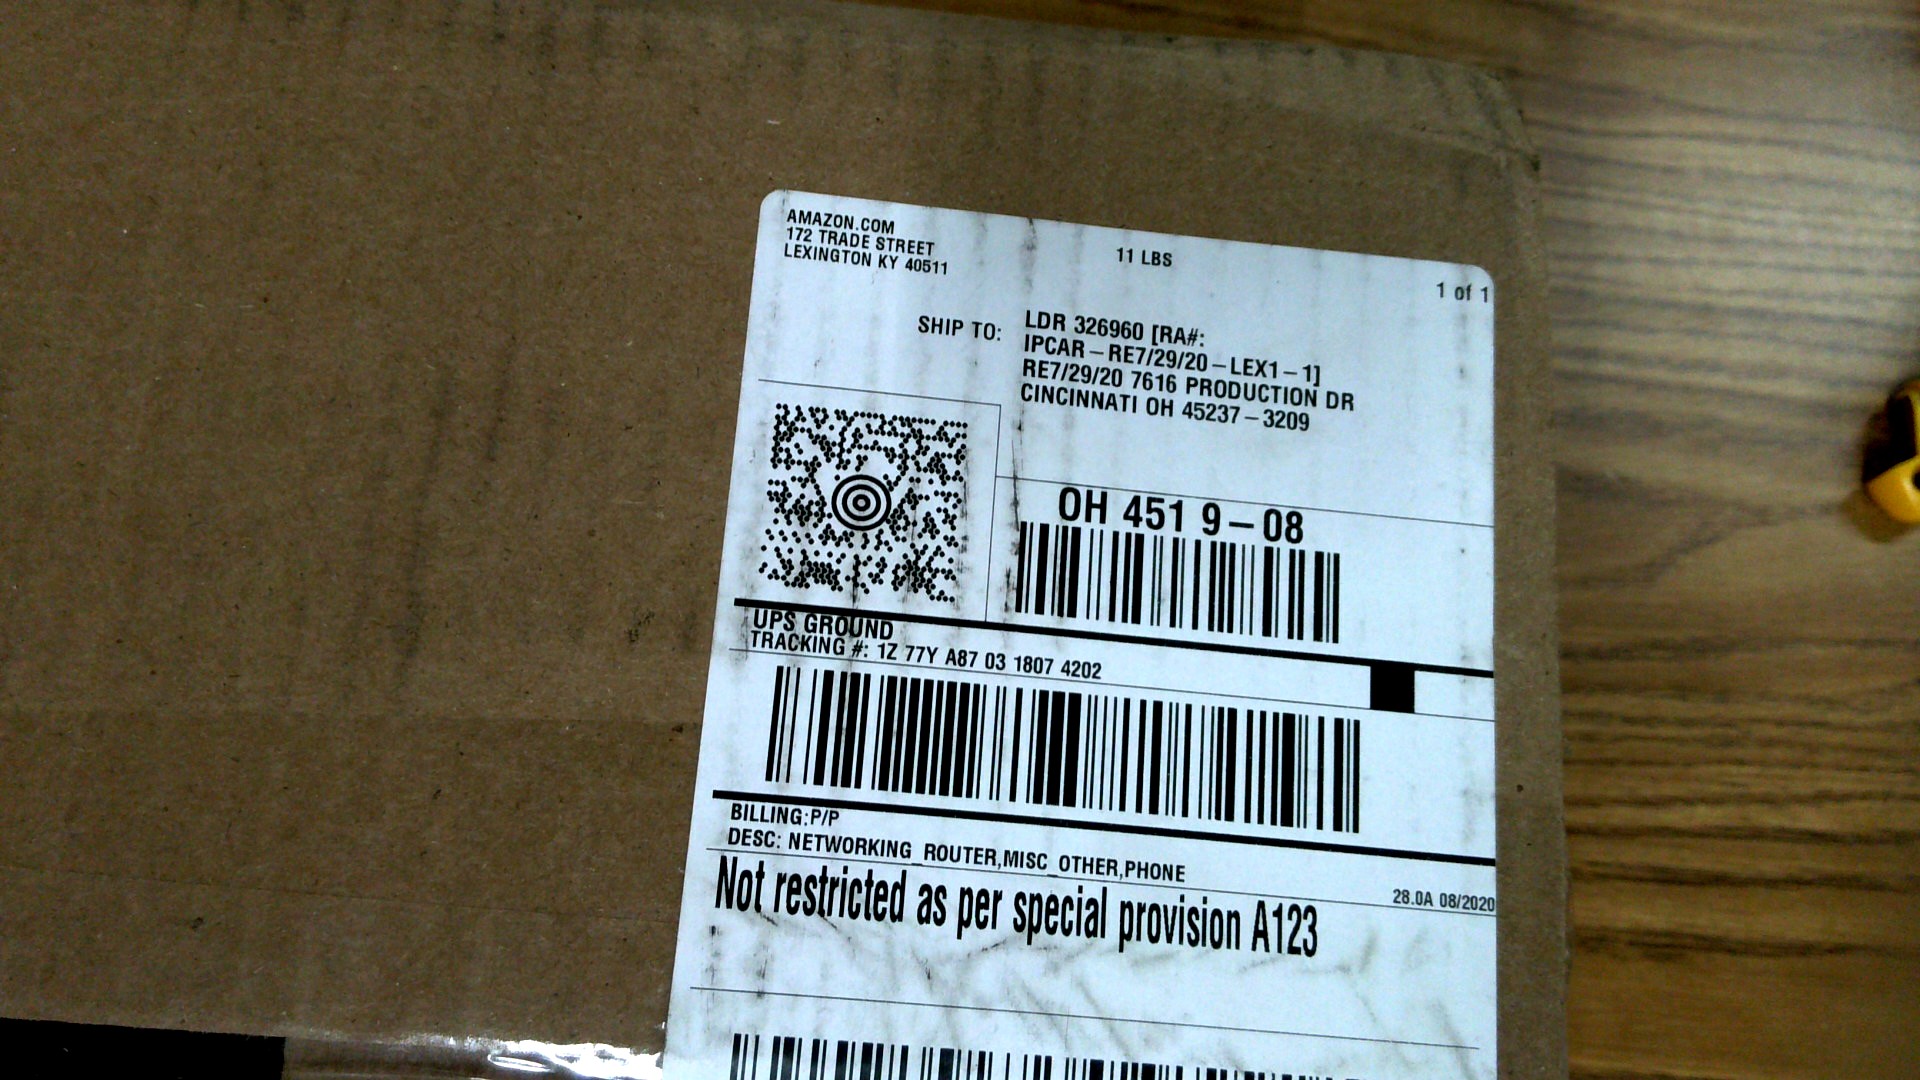 AMAZON.COM
172 TRADE STREET
LEXINGTON KY 40511
11 LBS
1 of 1
SHIP TO:
LDR 326960 [RA#:
IPCAR-RE7/29/20-LEX1-1]
RE7/29/20 7616 PRODUCTION DR
CINCINNATI OH 45237-3209
OH 451 9-08
UPS GROUND
TRACKING #: 1Z 77Y A87 03 1807 4202
BILLING:P/P
DESC: NETWORKING_ROUTER,MISC_OTHER,PHONE
28.0A 08/2020
Not restricted as per special provision A123